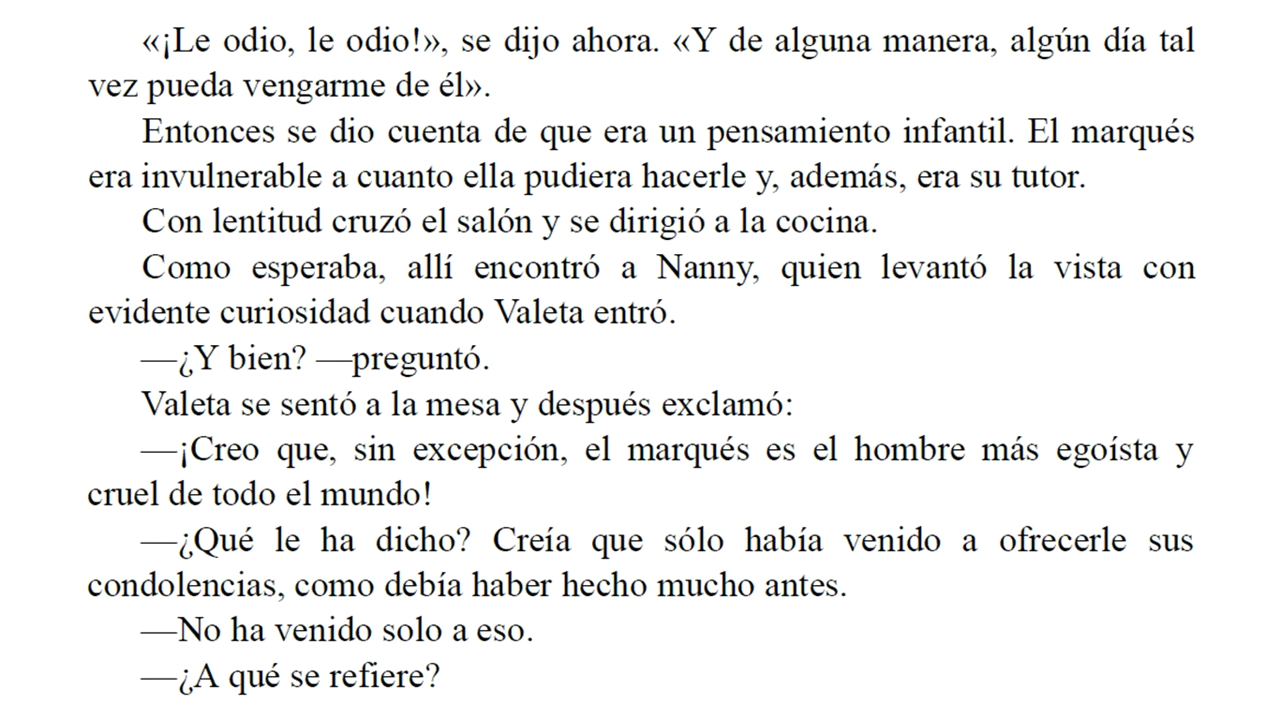 «¡Le odio, le odio!», se dijo ahora. «Y de alguna manera, algún día tal
vez pueda vengarme de él».
Entonces se dio cuenta de que era un pensamiento infantil. El marqués
era invulnerable a cuanto ella pudiera hacerle y, además, era su tutor.
Con lentitud cruzó el salón y se dirigió a la cocina.
Como esperaba, allí encontró a Nanny, quien levantó la vista con
evidente curiosidad cuando Valeta entró.
—¿Y bien? —preguntó.
Valeta se sentó a la mesa y después exclamó:
—¡Creo que, sin excepción, el marqués es el hombre más egoísta y
cruel de todo el mundo!
—¿Qué le ha dicho? Creía que sólo había venido a ofrecerle sus
condolencias, como debía haber hecho mucho antes.
—No ha venido solo a eso.
—¿A qué se refiere?